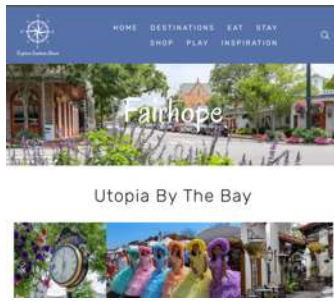 HOME DESTINATIONS EAT STAY
SHOP PLAY INSPIRATION
Fairhope
Utopia By The Bay